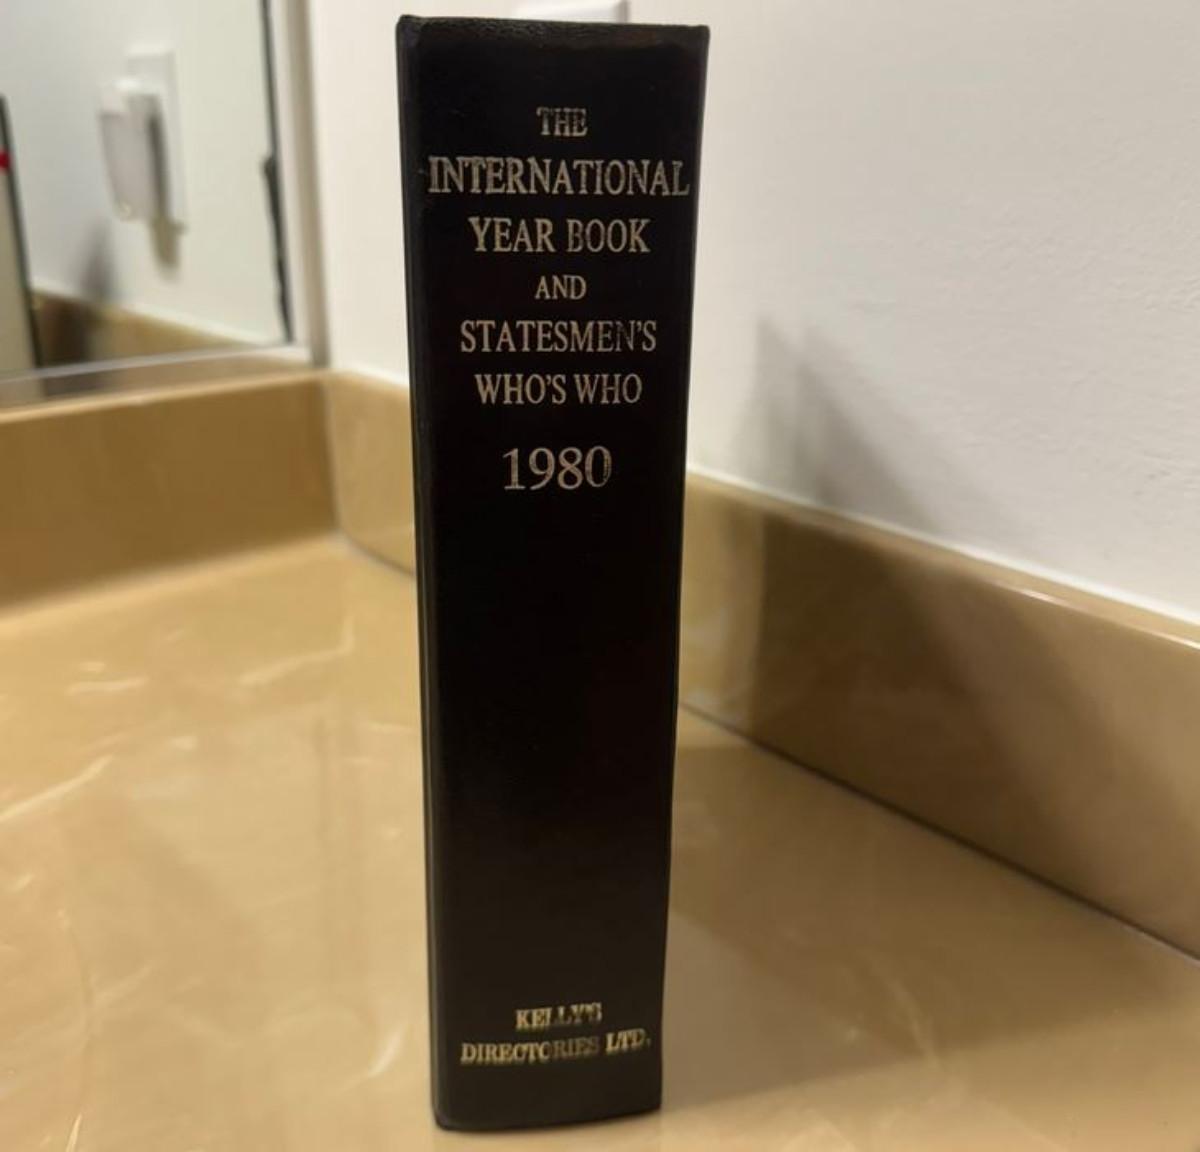 THE
INTERNATIONAL
YEAR BOOK
AND
STATESMEN'S
WHO'S WHO
1980
KELLY'S
DIRECTORIES LTD.